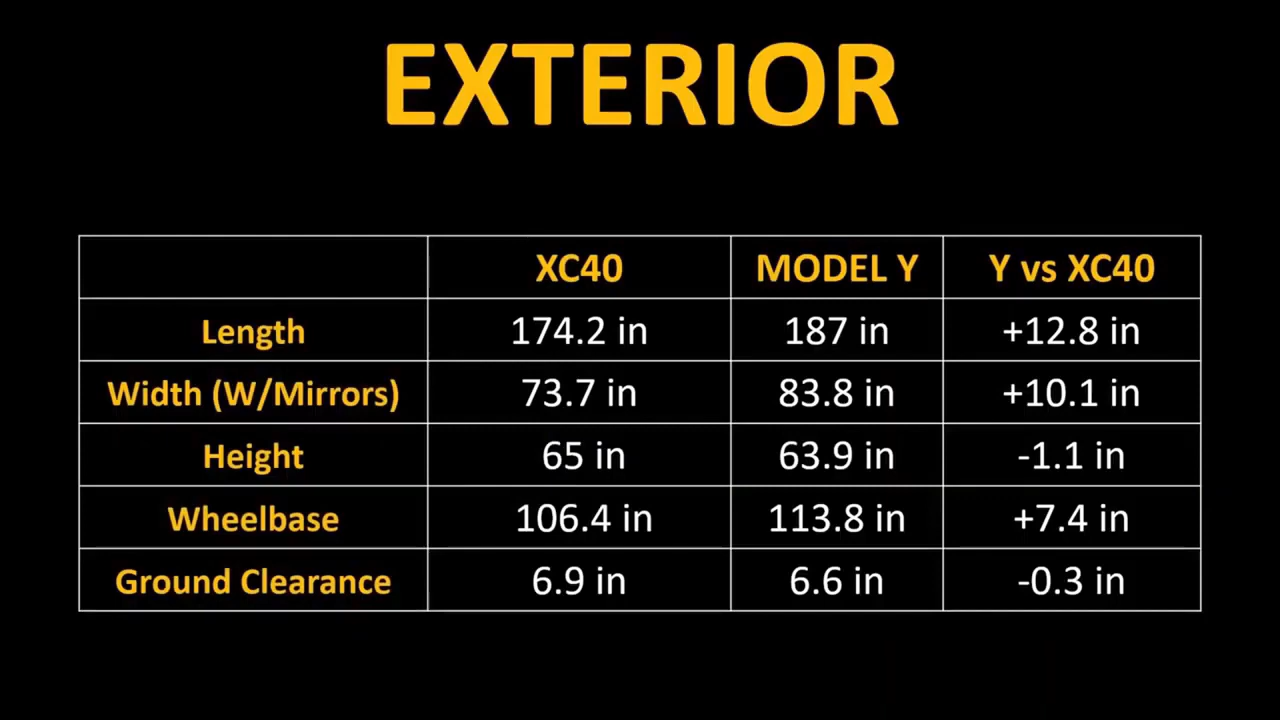 EXTERIOR
XC40 MODEL Y Y vs XC40
Length 174.2 in 187 in +12.8 in
Width (W/Mirrors) 73.7 in 83.8 in +10.1 in
Height 65 in 63.9 in -1.1 in
Wheelbase 106.4 in 113.8 in +7.4 in
Ground Clearance 6.9 in 6.6 in -0.3 in